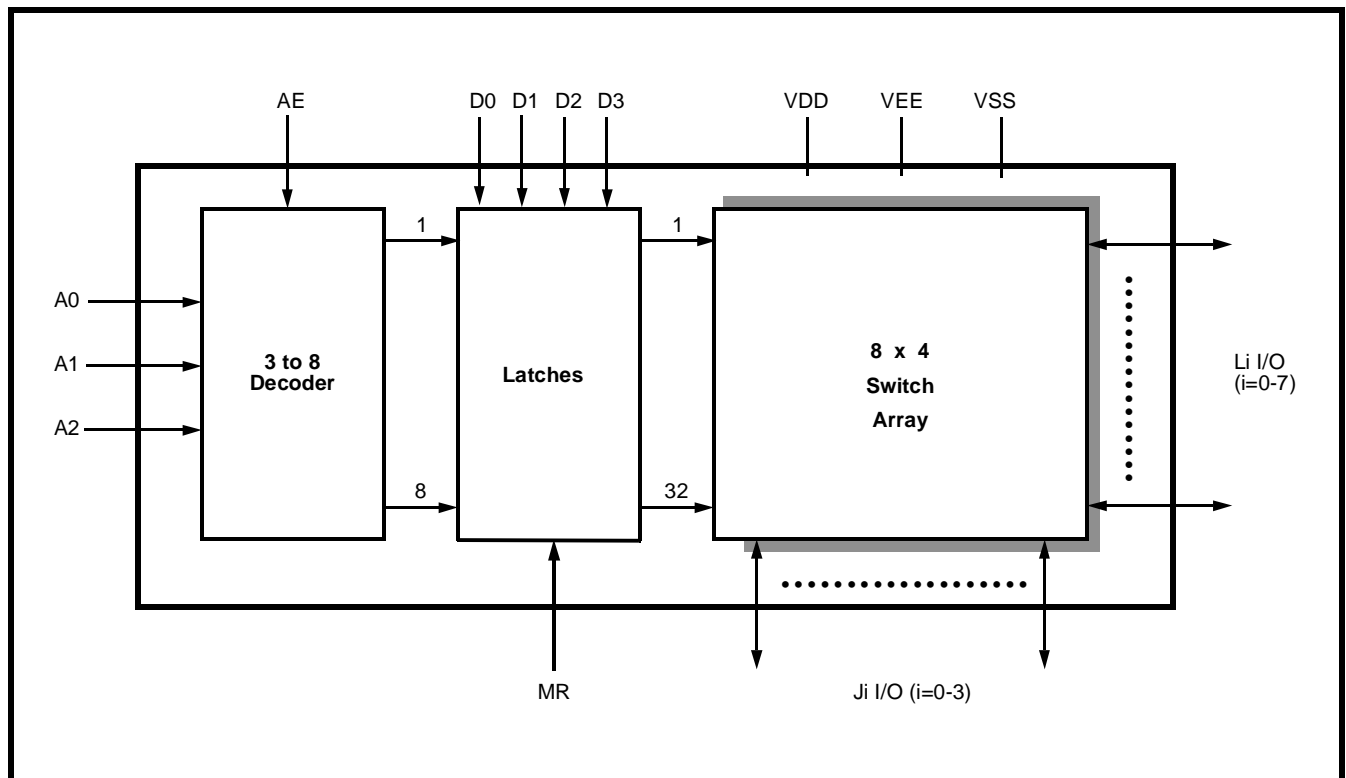 AE D0 D1 D2 D3 VDD VEE VSS
1 1
A0
A1
A2
3 to 8
Decoder
Latches
8 x 4
Switch
Array
Li I/O
(i=0-7)
8 32
MR Ji I/O (i=0-3)